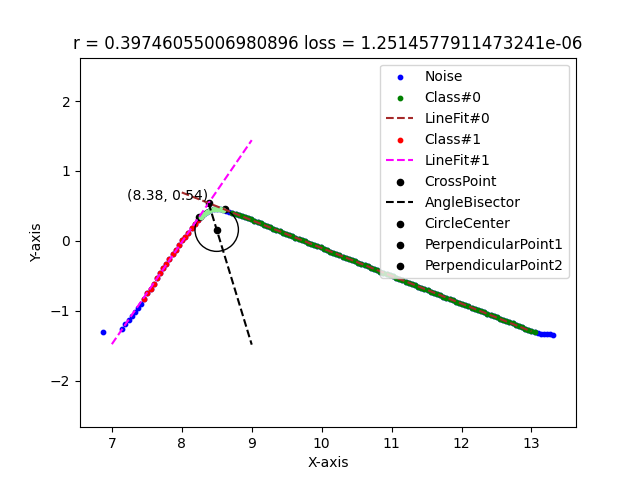 r = 0.39746055006980896 loss = 1.2514577911473241e-06
Noise
Class#0
LineFit#0
Class#1
LineFit#1
CrossPoint
AngleBisector
CircleCenter
PerpendicularPoint1
PerpendicularPoint2
(8.38, 0.54)
2
1
0
−1
−2
Y-axis
7 8 9 10 11 12 13
X-axis